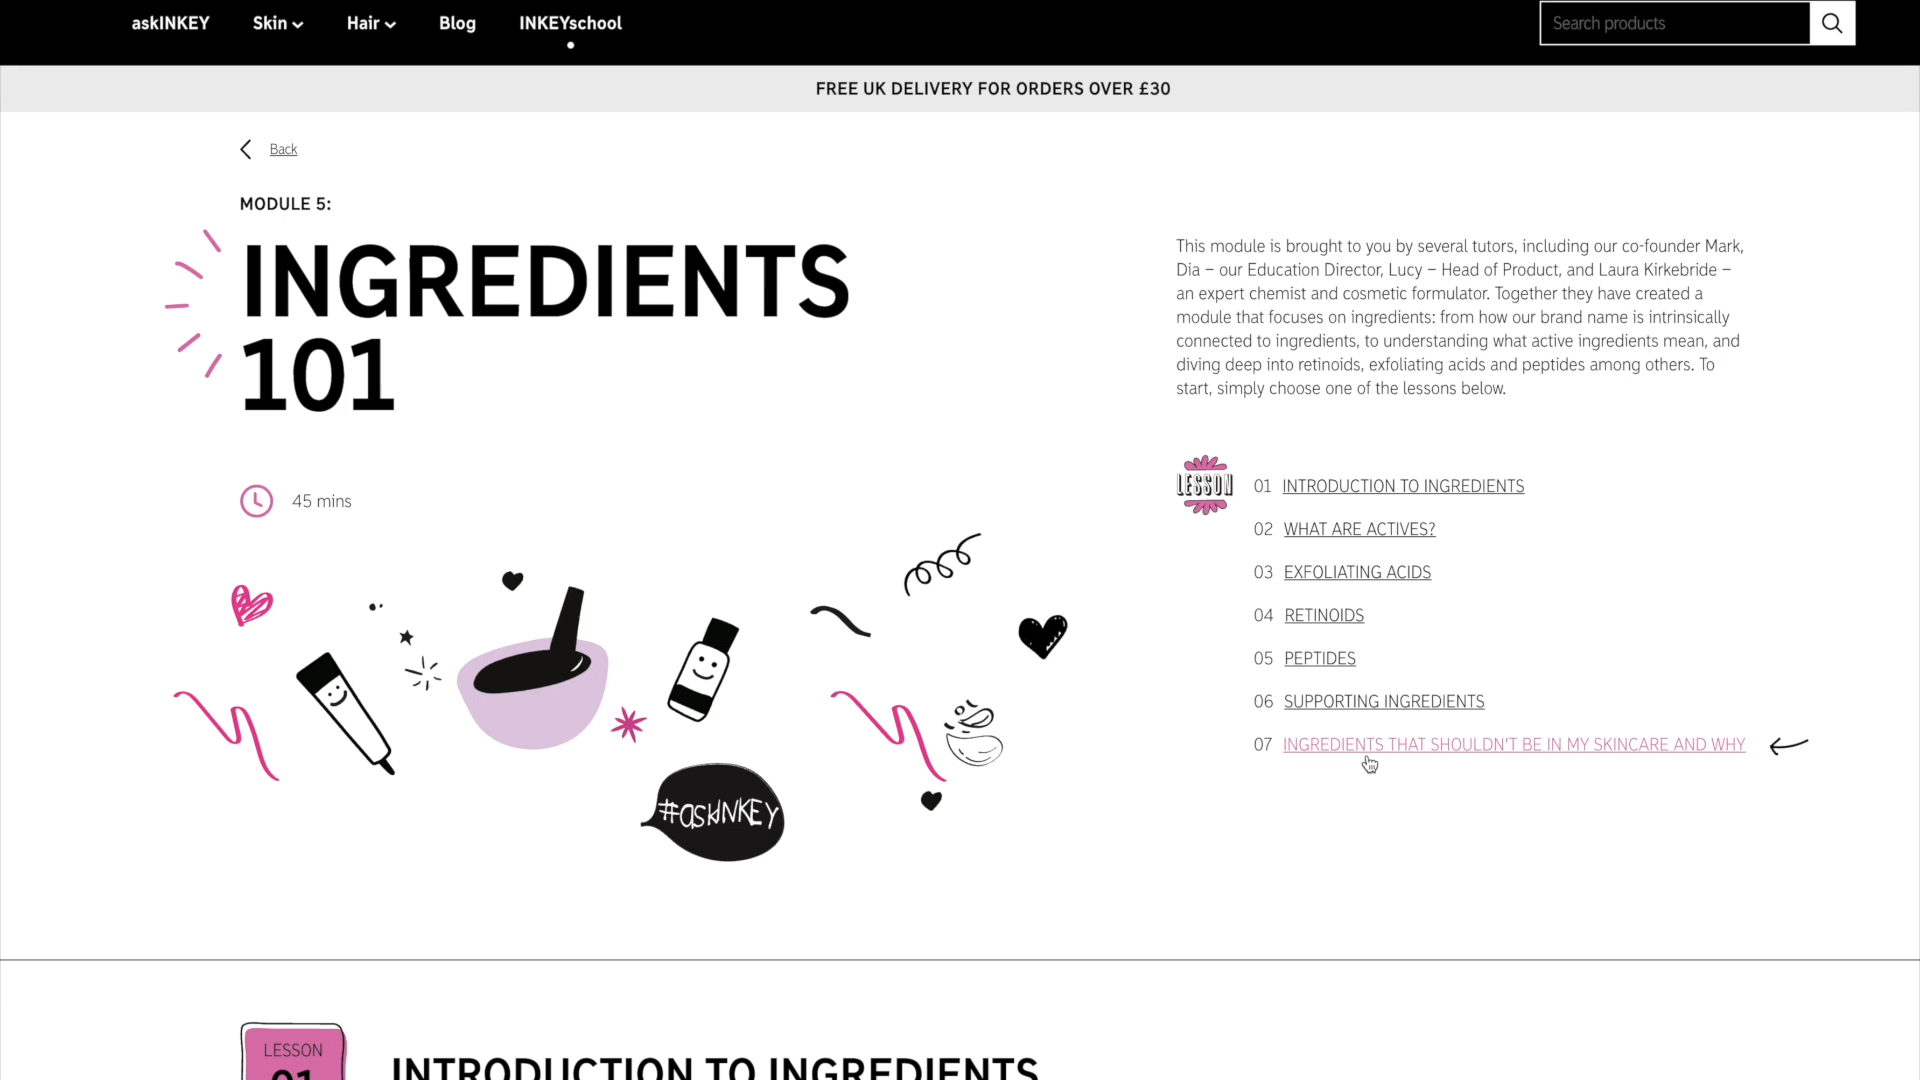 askINKEY
Skin
Hair
Blog
INKEYschool
Search products
FREE UK DELIVERY FOR ORDERS OVER £30
Back
MODULE 5:
INGREDIENTS
101
45 mins
#askINKEY
This module is brought to you by several tutors, including our co-founder Mark,
Dia – our Education Director, Lucy – Head of Product, and Laura Kirkebride –
an expert chemist and cosmetic formulator. Together they have created a
module that focuses on ingredients: from how our brand name is intrinsically
connected to ingredients, to understanding what active ingredients mean, and
diving deep into retinoids, exfoliating acids and peptides among others. To
start, simply choose one of the lessons below.
LESSON
01 INTRODUCTION TO INGREDIENTS
02 WHAT ARE ACTIVES?
03 EXFOLIATING ACIDS
04 RETINOIDS
05 PEPTIDES
06 SUPPORTING INGREDIENTS
07 INGREDIENTS THAT SHOULDN'T BE IN MY SKINCARE AND WHY
LESSON
01
INTRODUCTION TO INGREDIENTS